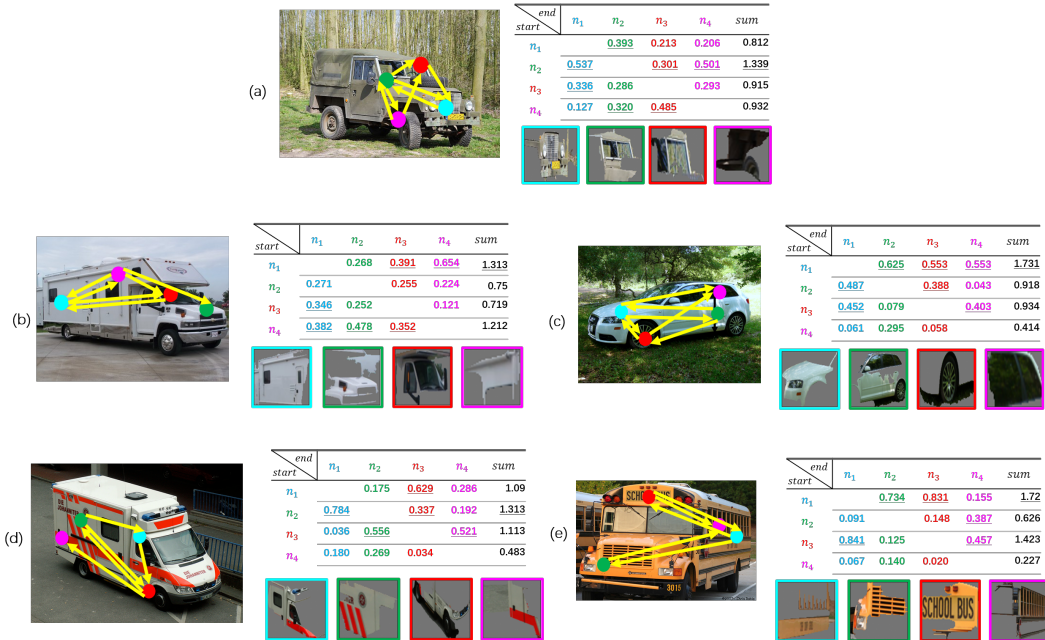 (a)
end
start
n1 n2 n3 n4 sum
n1 0.393 0.213 0.206 0.812
n2 0.537 0.301 0.501 1.339
n3 0.336 0.286 0.293 0.915
n4 0.127 0.320 0.485 0.932
(b)
end
start
n1 n2 n3 n4 sum
n1 0.268 0.391 0.654 1.313
n2 0.271 0.255 0.224 0.75
n3 0.346 0.252 0.121 0.719
n4 0.382 0.478 0.352 1.212
(c)
end
start
n1 n2 n3 n4 sum
n1 0.625 0.553 0.553 1.731
n2 0.487 0.388 0.043 0.918
n3 0.452 0.079 0.403 0.934
n4 0.061 0.295 0.058 0.414
(d)
end
start
n1 n2 n3 n4 sum
n1 0.175 0.629 0.286 1.09
n2 0.784 0.337 0.192 1.313
n3 0.036 0.556 0.521 1.113
n4 0.180 0.269 0.034 0.483
DIE
JOHANNITER
(e)
SCHOOL BUS
3015
end
start
n1 n2 n3 n4 sum
n1 0.734 0.831 0.155 1.72
n2 0.091 0.148 0.387 0.626
n3 0.841 0.125 0.457 1.423
n4 0.067 0.140 0.020 0.227
SCHOOL BUS